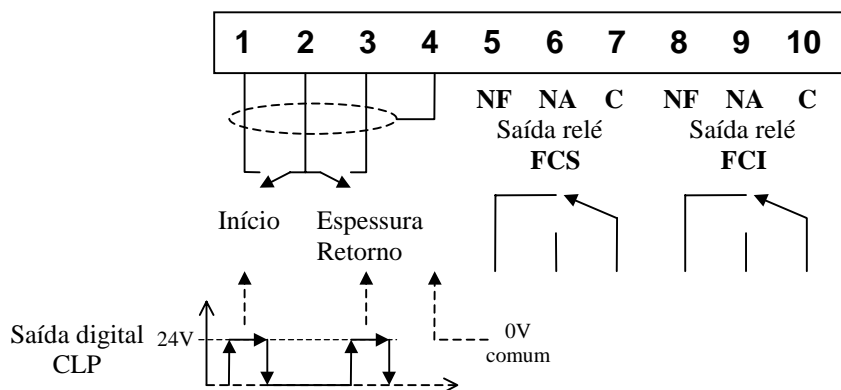 1 2 3 4 5 6 7 8 9 10
NF NA C NF NA C
Saída relé Saída relé
FCS FCI
Início Espessura
Retorno
Saída digital 24V 0V
CLP comum